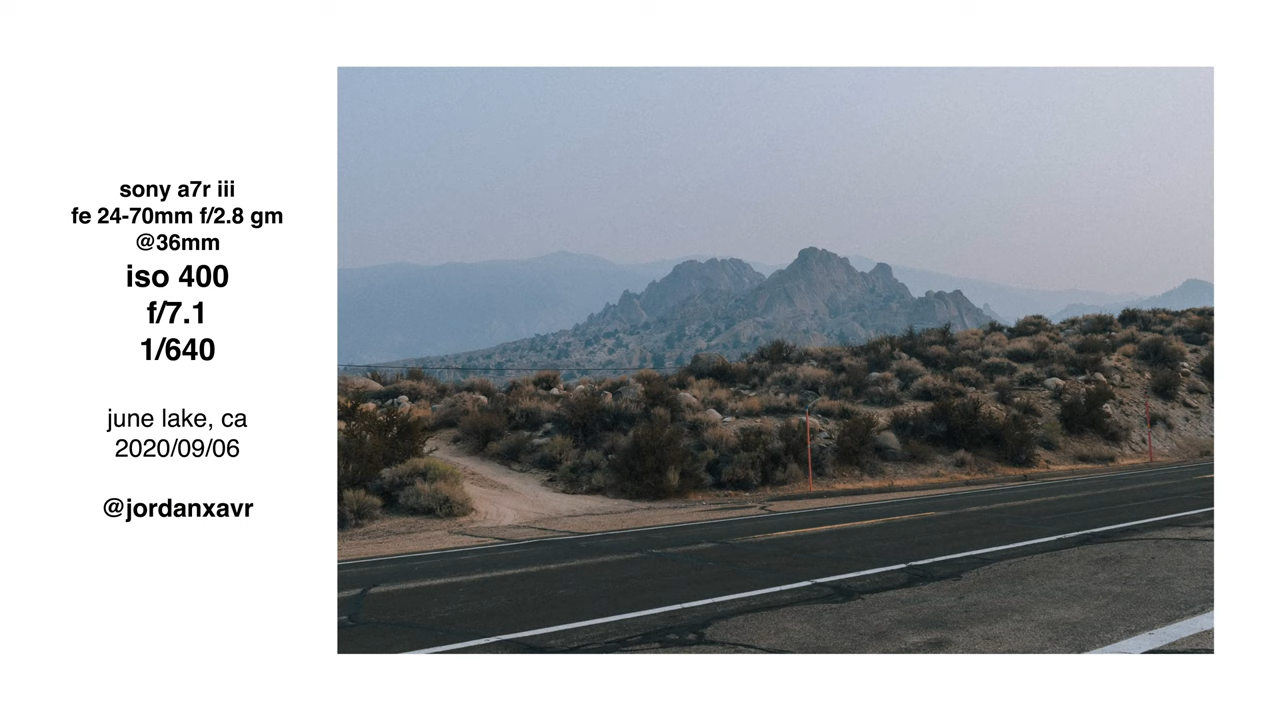 sony a7r iii
fe 24-70mm f/2.8 gm
@36mm
iso 400
f/7.1
1/640
june lake, ca
2020/09/06
@jordanxavr